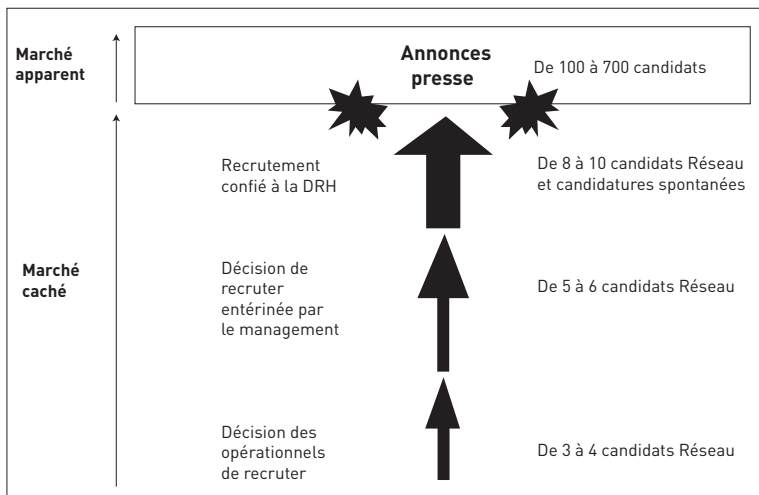 Marché
apparent
Annonces
presse
De 100 à 700 candidats
Recrutement
confié à la DRH
De 8 à 10 candidats Réseau
et candidatures spontanées
Marché
caché
Décision de
recruter
entérinée par
le management
De 5 à 6 candidats Réseau
Décision des
opérationnels
de recruter
De 3 à 4 candidats Réseau